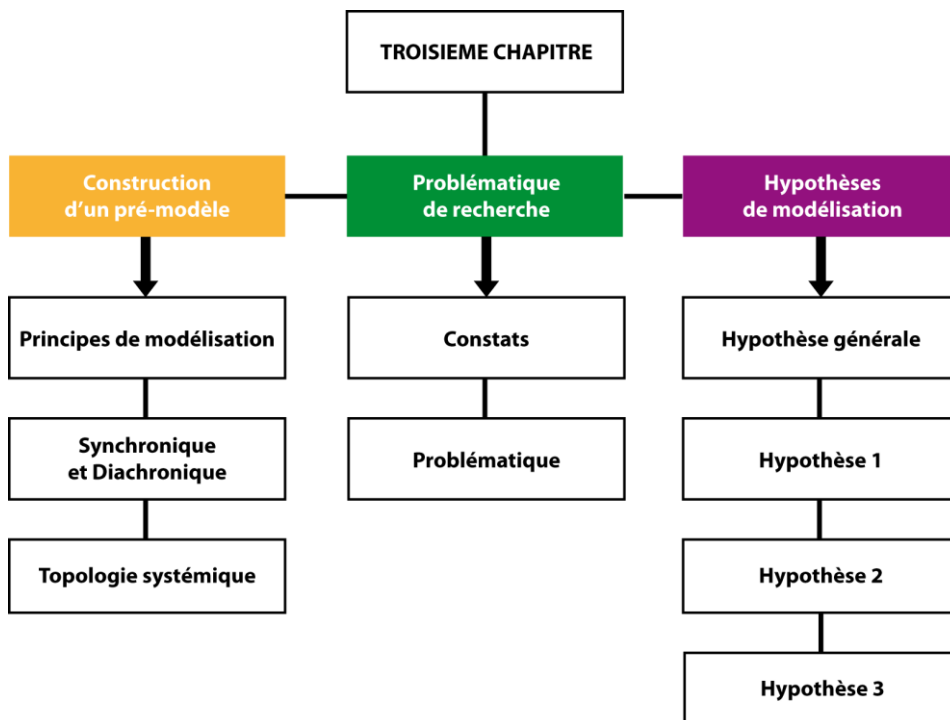 TROISIEME CHAPITRE
Construction
d'un pré-modèle
Problématique
de recherche
Hypothèses
de modélisation
Principes de modélisation
Constats
Hypothèse générale
Synchronique
et Diachronique
Problématique
Hypothèse 1
Topologie systémique
Hypothèse 2
Hypothèse 3